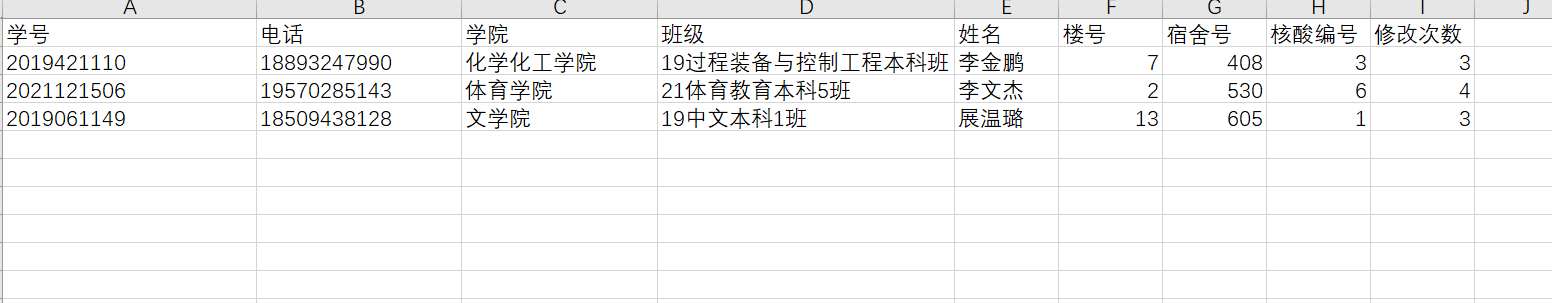 A B C D E F G H I J
学号 电话 学院 班级 姓名 楼号 宿舍号 核酸编号 修改次数
2019421110 18893247990 化学化工学院 19过程装备与控制工程本科班 李金鹏 7 408 3 3
2021121506 19570285143 体育学院 21体育教育本科5班 李文杰 2 530 6 4
2019061149 18509438128 文学院 19中文本科1班 展温璐 13 605 1 3